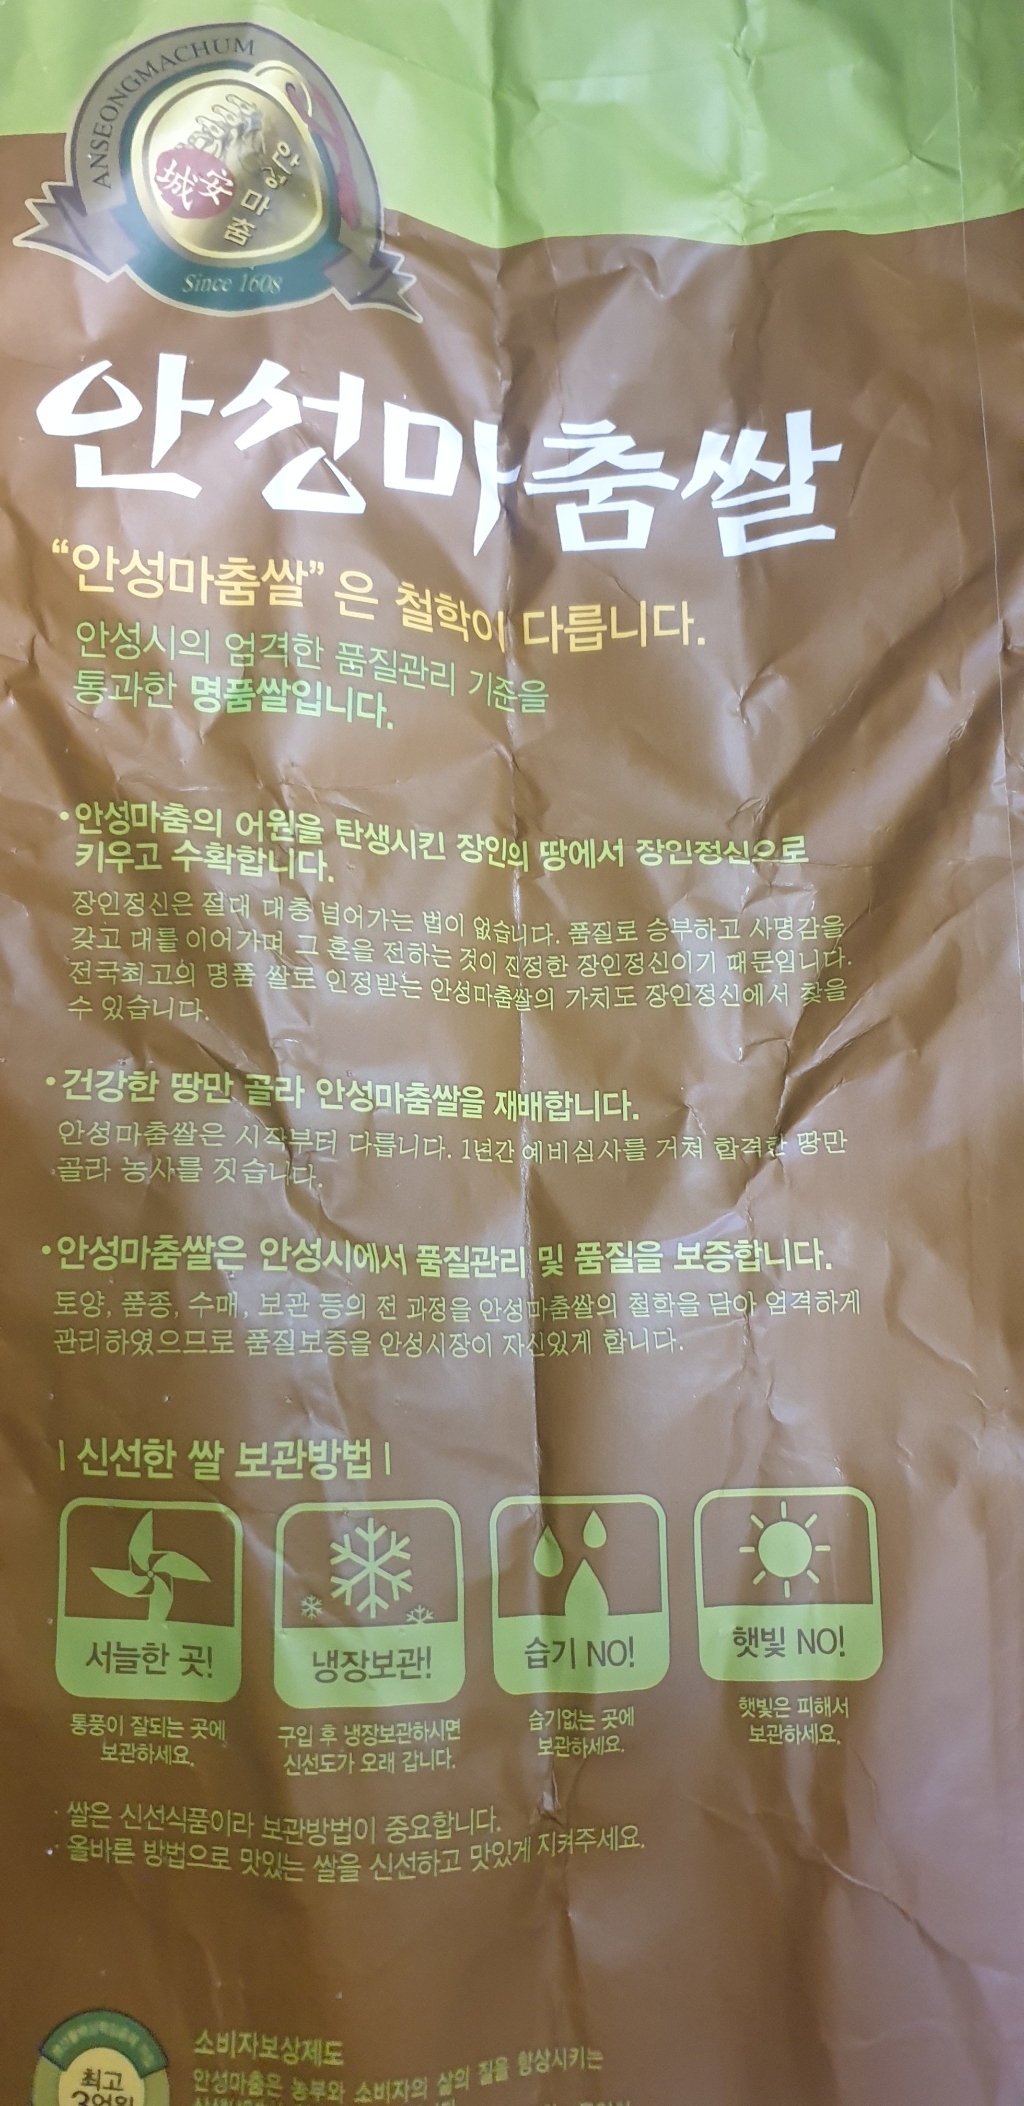 ANSEONGMACHUM
안성마춤
城安
Since 1608
안성마춤쌀
“안성마춤쌀”은 철학이 다릅니다.
안성시의 엄격한 품질관리 기준을
통과한 명품쌀입니다.
•안성마춤의 어원을 탄생시킨 장인의 땅에서 장인정신으로
키우고 수확합니다.
장인정신은 절대 대충 넘어가는 법이 없습니다. 품질로 승부하고 사명감을
갖고 대를 이어가며 그 혼을 전하는 것이 진정한 장인정신이기 때문입니다.
전국최고의 명품 쌀로 인정받는 안성마춤쌀의 가치도 장인정신에서 찾을
수 있습니다.
•건강한 땅만 골라 안성마춤쌀을 재배합니다.
안성마춤쌀은 시작부터 다릅니다. 1년간 예비심사를 거쳐 합격한 땅만
골라 농사를 짓습니다.
•안성마춤쌀은 안성시에서 품질관리 및 품질을 보증합니다.
토양, 품종, 수매, 보관 등의 전 과정을 안성마춤쌀의 철학을 담아 엄격하게
관리하였으므로 품질보증을 안성시장이 자신있게 합니다.
| 신선한 쌀 보관방법 |
서늘한 곳!
냉장보관!
습기 NO!
햇빛 NO!
통풍이 잘되는 곳에
보관하세요.
구입 후 냉장보관하시면
신선도가 오래 갑니다.
습기없는 곳에
보관하세요.
햇빛은 피해서
보관하세요.
· 쌀은 신선식품이라 보관방법이 중요합니다.
· 올바른 방법으로 맛있는 쌀을 신선하고 맛있게 지켜주세요.
최고
3억원
소비자보상제도
안성마춤은 농부와 소비자의 삶의 질을 향상시키는